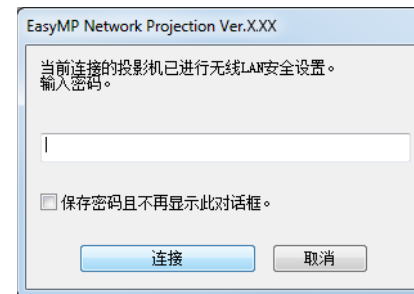 EasyMP Network Projection Ver.X.XX
当前连接的投影机已进行无线LAN安全设置。
输入密码。
保存密码且不再显示此对话框。
连接
取消